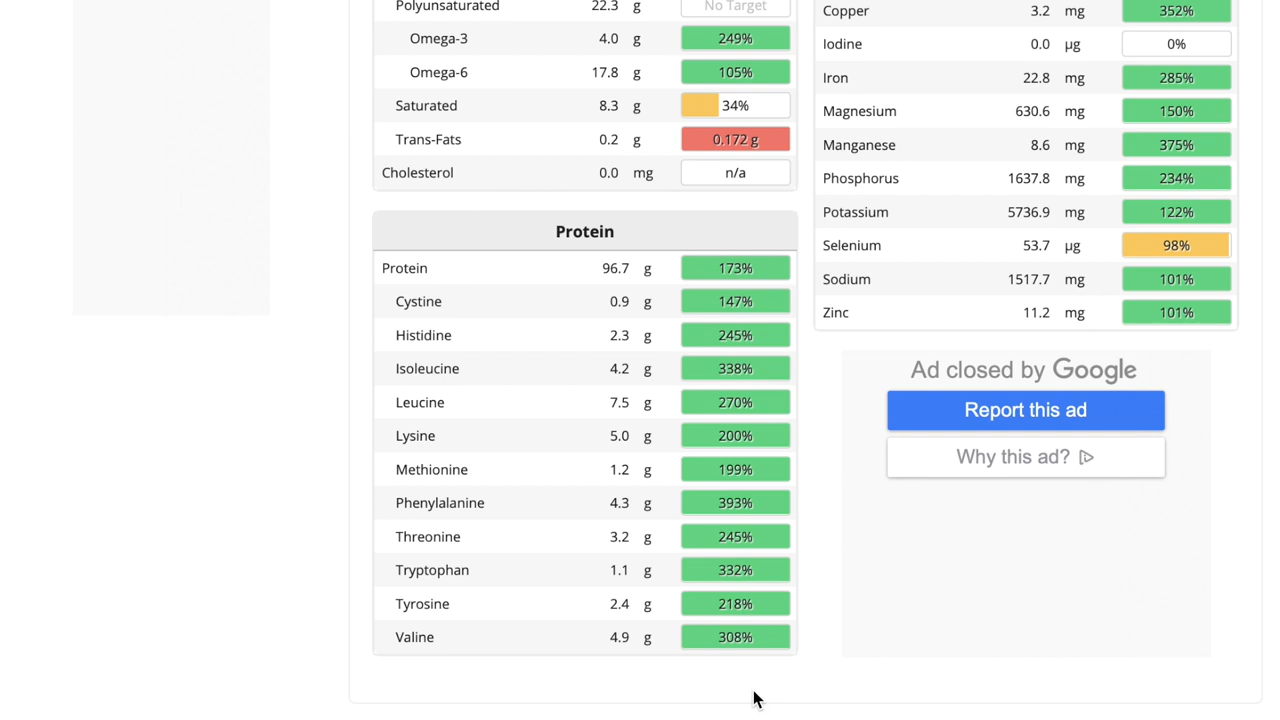 Polyunsaturated 22.3 g No Target
Omega-3 4.0 g 249%
Omega-6 17.8 g 105%
Saturated 8.3 g 34%
Trans-Fats 0.2 g 0.172 g
Cholesterol 0.0 mg n/a
Protein
Protein 96.7 g 173%
Cystine 0.9 g 147%
Histidine 2.3 g 245%
Isoleucine 4.2 g 338%
Leucine 7.5 g 270%
Lysine 5.0 g 200%
Methionine 1.2 g 199%
Phenylalanine 4.3 g 393%
Threonine 3.2 g 245%
Tryptophan 1.1 g 332%
Tyrosine 2.4 g 218%
Valine 4.9 g 308%
Copper 3.2 mg 352%
Iodine 0.0 µg 0%
Iron 22.8 mg 285%
Magnesium 630.6 mg 150%
Manganese 8.6 mg 375%
Phosphorus 1637.8 mg 234%
Potassium 5736.9 mg 122%
Selenium 53.7 µg 98%
Sodium 1517.7 mg 101%
Zinc 11.2 mg 101%
Ad closed by Google
Report this ad
Why this ad?